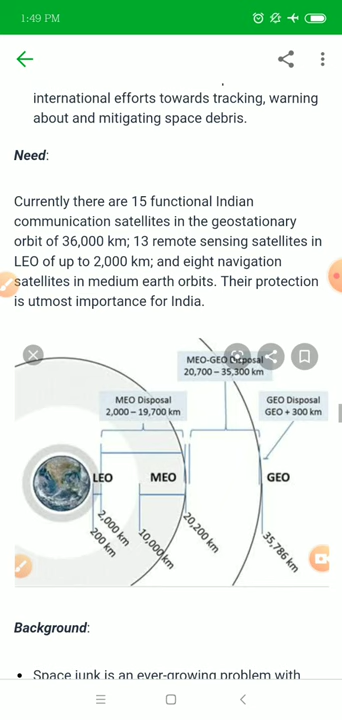 1:49 PM
international efforts towards tracking, warning
about and mitigating space debris.
Need:
Currently there are 15 functional Indian
communication satellites in the geostationary
orbit of 36,000 km; 13 remote sensing satellites in
LEO of up to 2,000 km; and eight navigation
satellites in medium earth orbits. Their protection
is utmost importance for India.
MEO-GEO Disposal
20,700 – 35,300 km
MEO Disposal
2,000 – 19,700 km
GEO Disposal
GEO + 300 km
LEO
MEO
GEO
200 km
2,000 km
10,000 km
20,200 km
35,786 km
Background:
• Space junk is an ever-growing problem with